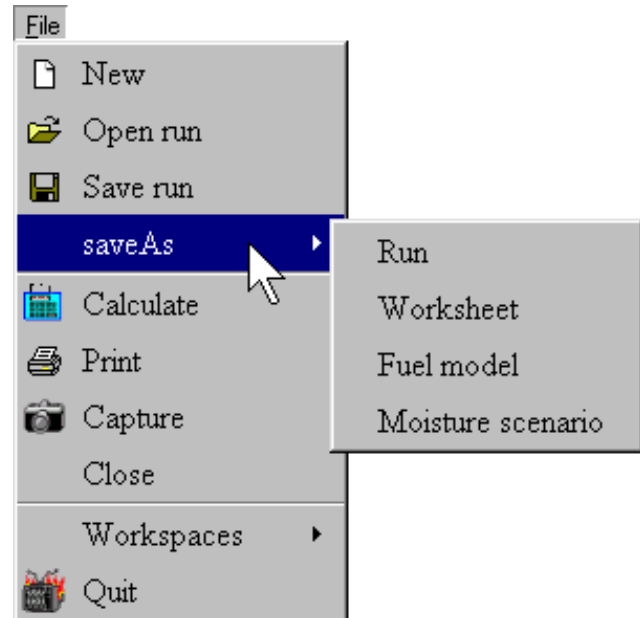 File
New
Open run
Save run
saveAs
Run
Worksheet
Fuel model
Moisture scenario
Calculate
Print
Capture
Close
Workspaces
Quit